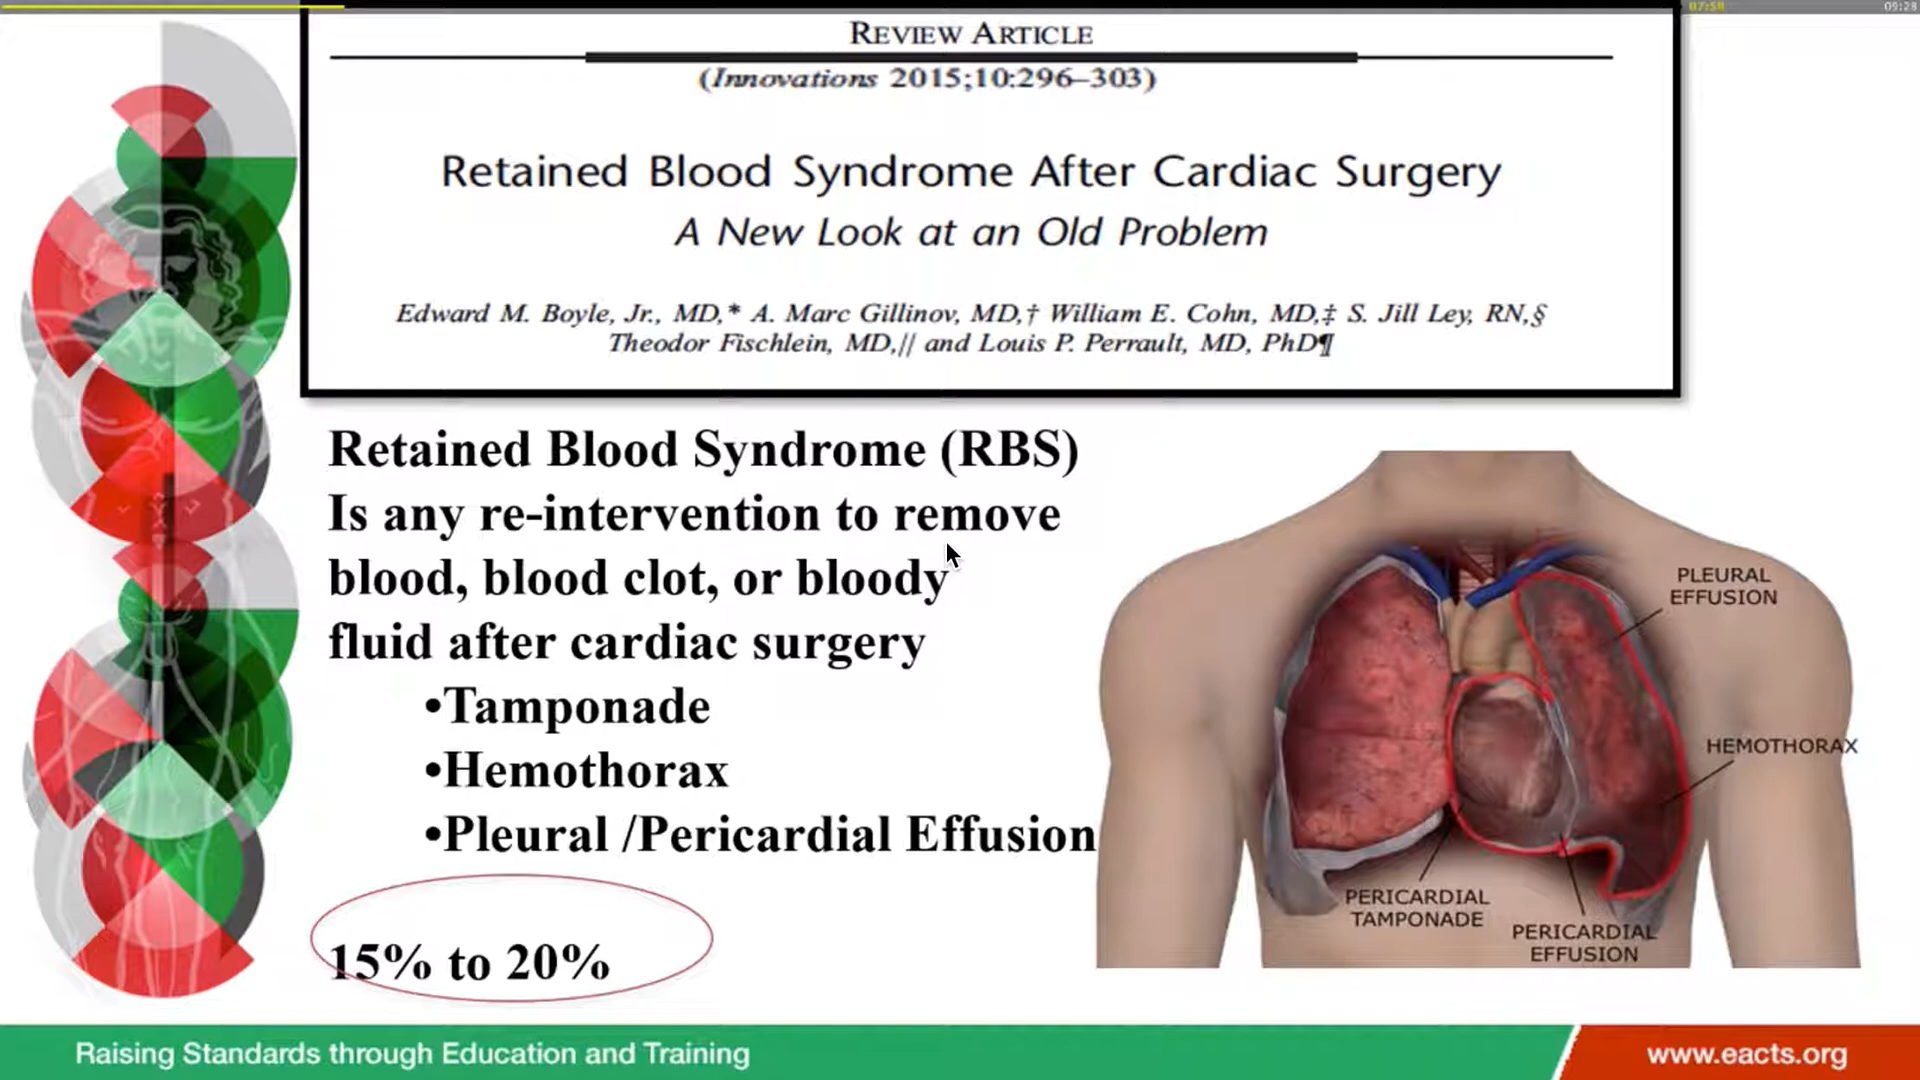 07:58
09:28
REVIEW ARTICLE
(Innovations 2015;10:296–303)
Retained Blood Syndrome After Cardiac Surgery
A New Look at an Old Problem
Edward M. Boyle, Jr., MD,* A. Marc Gillinov, MD,† William E. Cohn, MD,‡ S. Jill Ley, RN,§
Theodor Fischlein, MD,// and Louis P. Perrault, MD, PhD¶
Retained Blood Syndrome (RBS)
Is any re-intervention to remove
blood, blood clot, or bloody
fluid after cardiac surgery
•Tamponade
•Hemothorax
•Pleural /Pericardial Effusion
15% to 20%
PLEURAL
EFFUSION
HEMOTHORAX
PERICARDIAL
TAMPONADE
PERICARDIAL
EFFUSION
Raising Standards through Education and Training
www.eacts.org